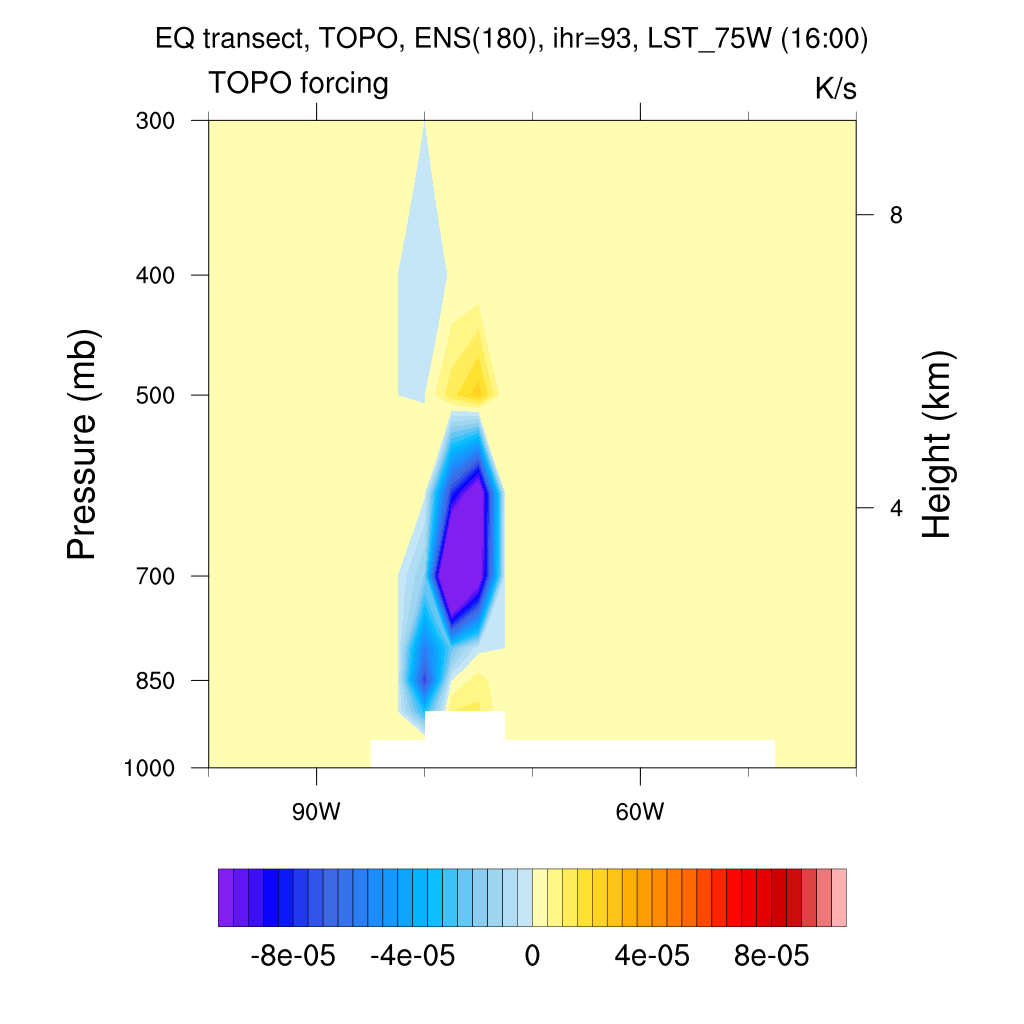 EQ transect, TOPO, ENS(180), ihr=93, LST_75W (16:00)
TOPO forcing
K/s
300
400
500
700
850
1000
Pressure (mb)
8
4
Height (km)
90W
60W
-8e-05
-4e-05
0
4e-05
8e-05